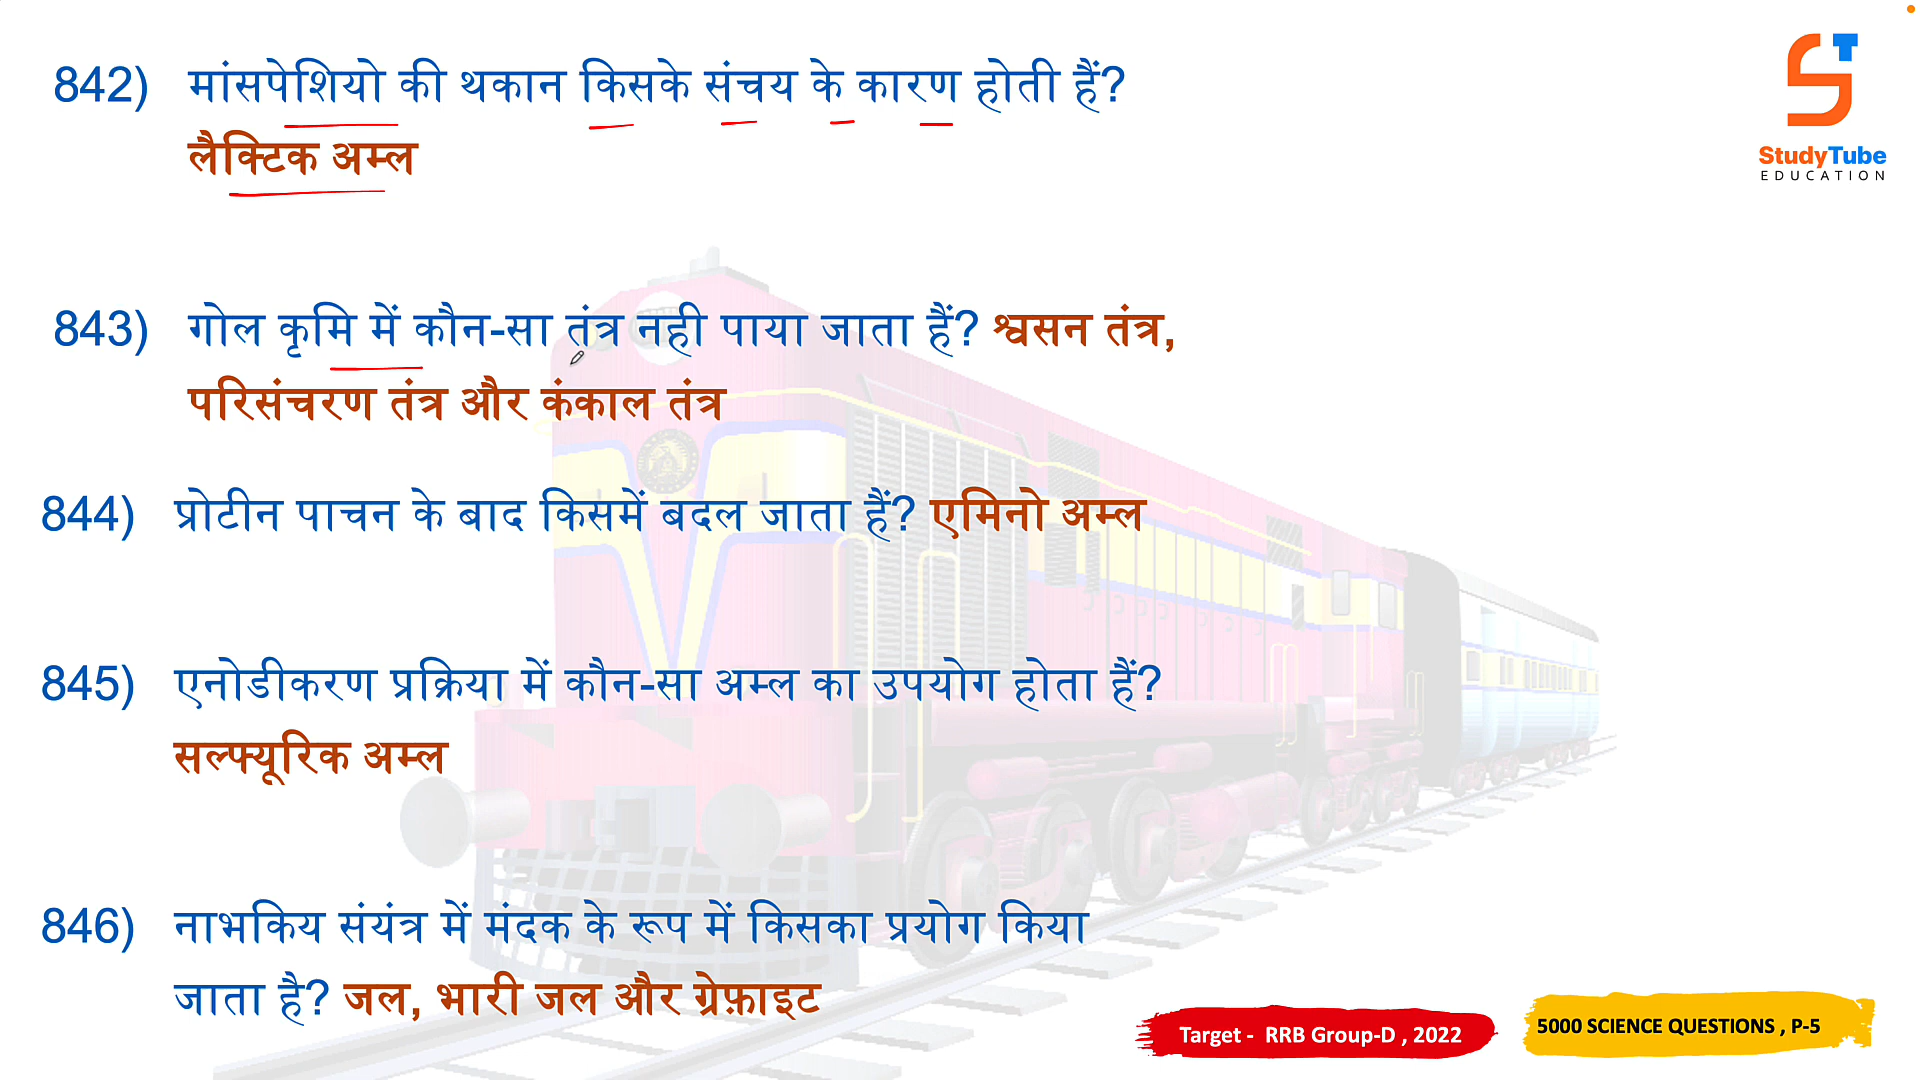 842) मांसपेशियो की थकान किसके संचय के कारण होती हैं?
लैक्टिक अम्ल
843) गोल कृमि में कौन-सा तंत्र नही पाया जाता हैं? श्वसन तंत्र,
परिसंचरण तंत्र और कंकाल तंत्र
844) प्रोटीन पाचन के बाद किसमें बदल जाता हैं? एमिनो अम्ल
845) एनोडीकरण प्रक्रिया में कौन-सा अम्ल का उपयोग होता हैं?
सल्फ्यूरिक अम्ल
846) नाभकिय संयंत्र में मंदक के रूप में किसका प्रयोग किया
जाता है? जल, भारी जल और ग्रेफ़ाइट
StudyTube
EDUCATION
Target - RRB Group-D , 2022
5000 SCIENCE QUESTIONS , P-5